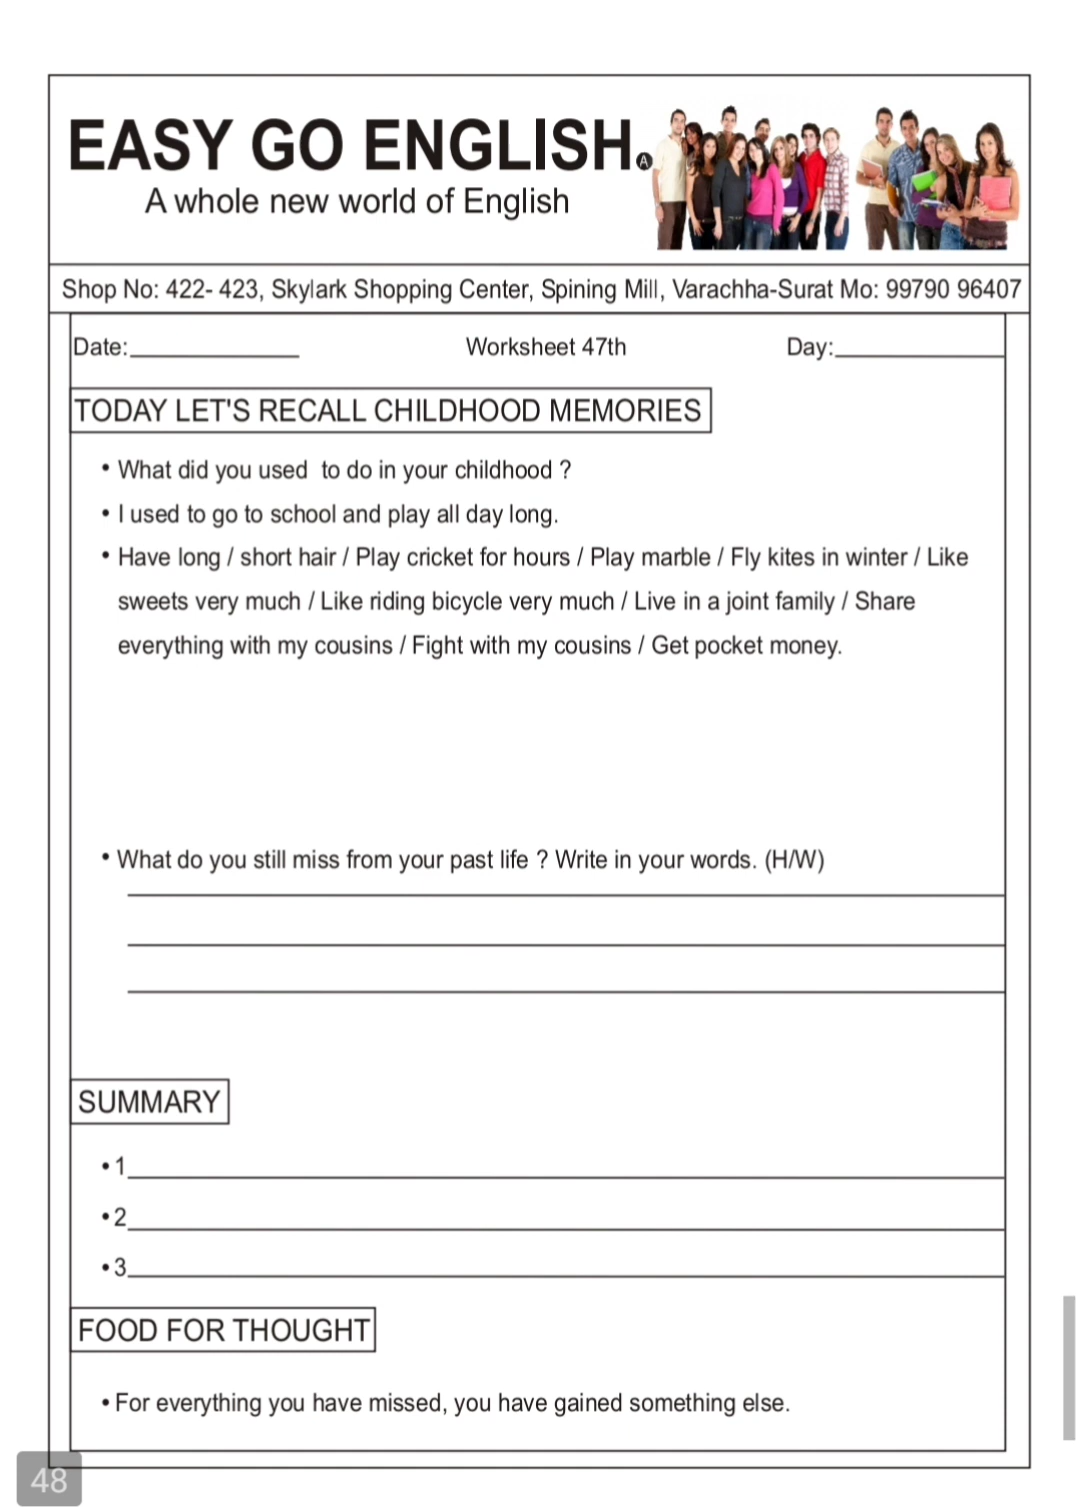 EASY GO ENGLISH.
A
A whole new world of English
Shop No: 422- 423, Skylark Shopping Center, Spining Mill, Varachha-Surat Mo: 99790 96407
Date:_____________ Worksheet 47th Day:_____________
TODAY LET'S RECALL CHILDHOOD MEMORIES
• What did you used  to do in your childhood ?
• I used to go to school and play all day long.
• Have long / short hair / Play cricket for hours / Play marble / Fly kites in winter / Like
sweets very much / Like riding bicycle very much / Live in a joint family / Share
everything with my cousins / Fight with my cousins / Get pocket money.
• What do you still miss from your past life ? Write in your words. (H/W)
SUMMARY
• 1
• 2
• 3
FOOD FOR THOUGHT
• For everything you have missed, you have gained something else.
48